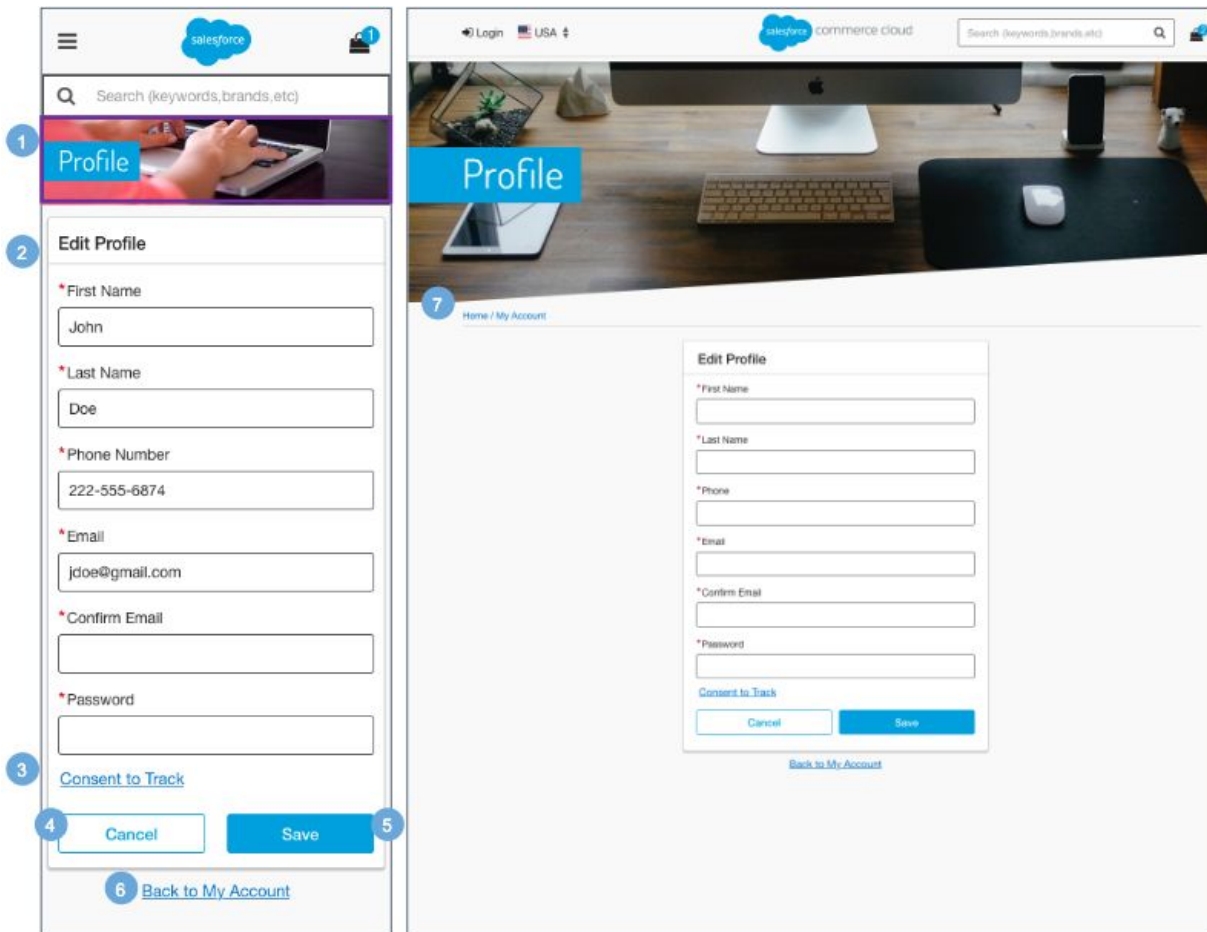 salesforce
1
Search (keywords,brands,etc)
1
Profile
2
Edit Profile
*First Name
John
*Last Name
Doe
*Phone Number
222-555-6874
*Email
jdoe@gmail.com
*Confirm Email
*Password
3
Consent to Track
4
Cancel
Save
5
6
Back to My Account
Login
USA
salesforce commerce cloud
Search (keywords,brands,etc)
Profile
7
Home / My Account
Edit Profile
*First Name
*Last Name
*Phone
*Email
*Confirm Email
*Password
Consent to Track
Cancel
Save
Back to My Account